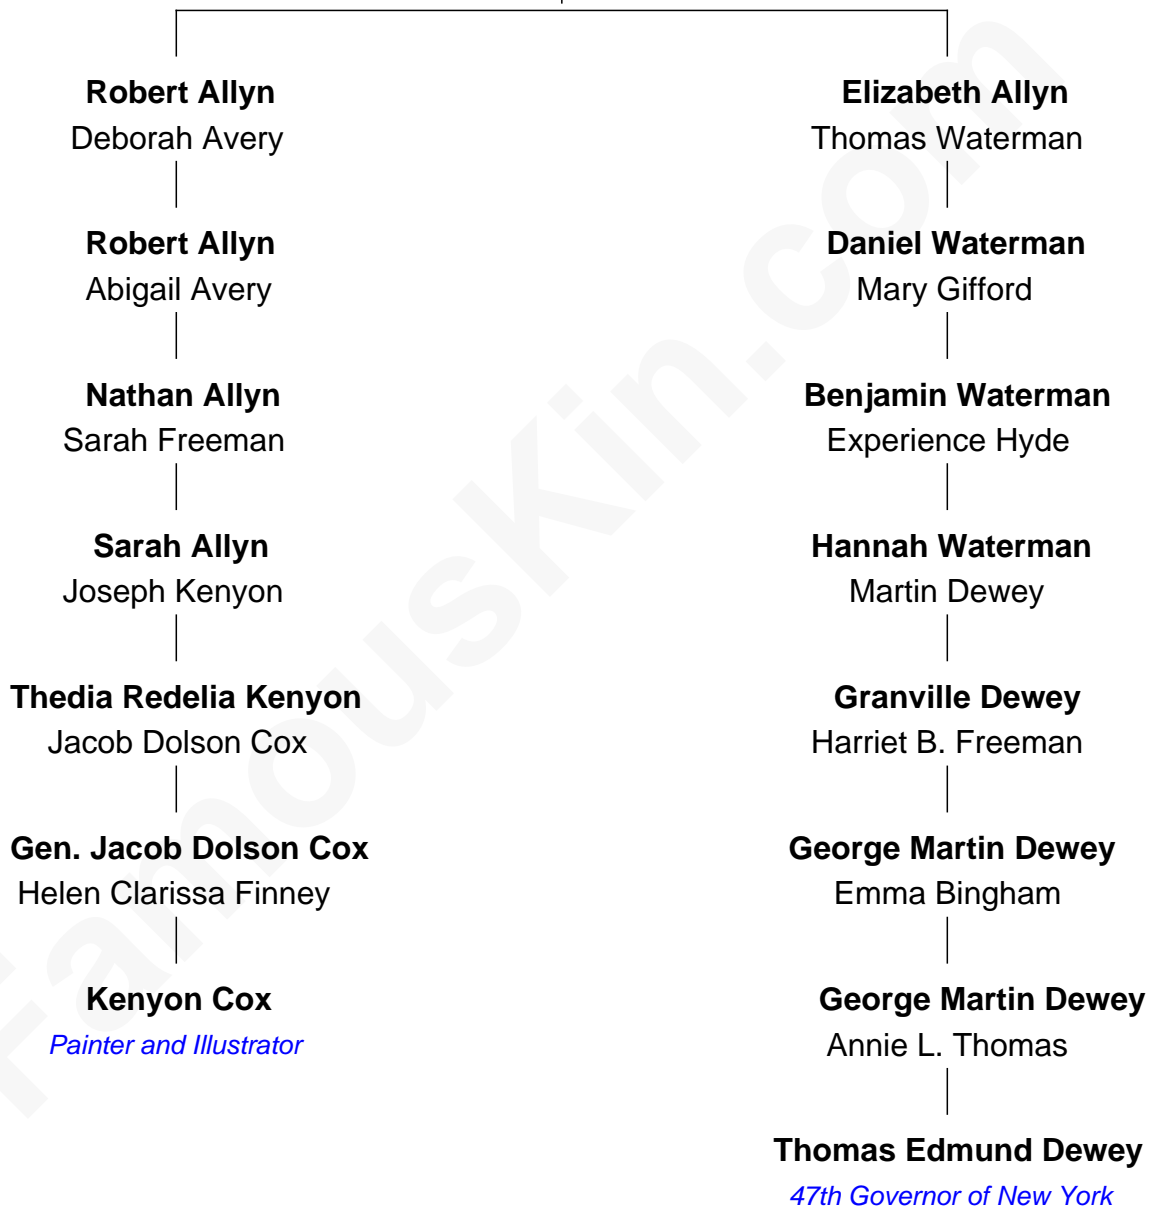 Robert Allyn
Deborah Avery
Robert Allyn
Abigail Avery
Nathan Allyn
Sarah Freeman
Sarah Allyn
Joseph Kenyon
Thedia Redelia Kenyon
Jacob Dolson Cox
Gen. Jacob Dolson Cox
Helen Clarissa Finney
Kenyon Cox
Painter and Illustrator
Elizabeth Allyn
Thomas Waterman
Daniel Waterman
Mary Gifford
Benjamin Waterman
Experience Hyde
Hannah Waterman
Martin Dewey
Granville Dewey
Harriet B. Freeman
George Martin Dewey
Emma Bingham
George Martin Dewey
Annie L. Thomas
Thomas Edmund Dewey
47th Governor of New York
FamousKin.com